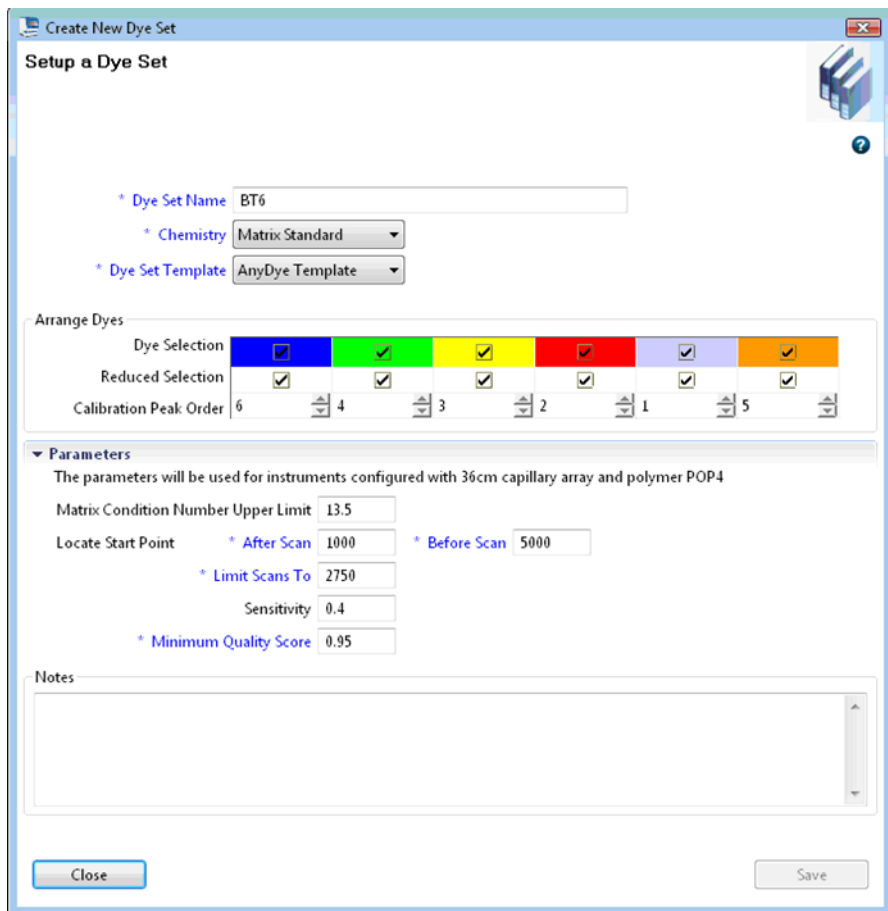 Create New Dye Set
Setup a Dye Set
?
* Dye Set Name BT6
* Chemistry Matrix Standard
* Dye Set Template AnyDye Template
Arrange Dyes
Dye Selection
Reduced Selection
Calibration Peak Order 6 4 3 2 1 5
Parameters
The parameters will be used for instruments configured with 36cm capillary array and polymer POP4
Matrix Condition Number Upper Limit 13.5
Locate Start Point * After Scan 1000 * Before Scan 5000
* Limit Scans To 2750
Sensitivity 0.4
* Minimum Quality Score 0.95
Notes
Close Save